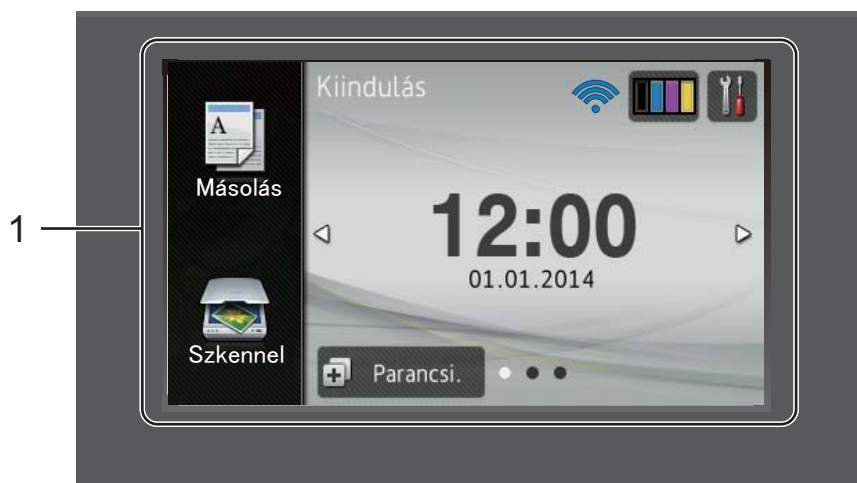 Kiindulás
A
Másolás
1
12:00
01.01.2014
Szkennel
Parancsi.